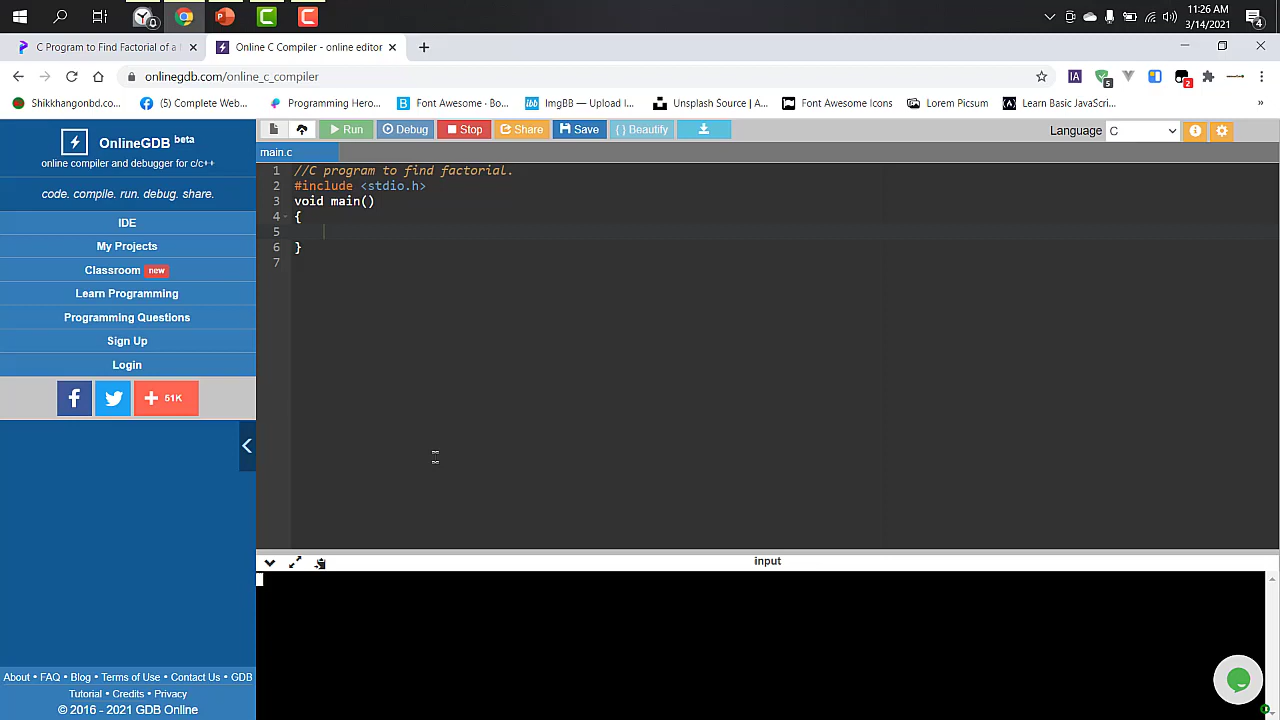 11:26 AM
3/14/2021
4
C Program to Find Factorial of a
Online C Compiler - online editor
onlinegdb.com/online_c_compiler
IA
5
2
Shikkhangonbd.co...
(5) Complete Web...
Programming Hero...
Font Awesome · Bo...
ImgBB — Upload I...
Unsplash Source | A...
Font Awesome Icons
Lorem Picsum
Learn Basic JavaScr...
»
OnlineGDB beta
online compiler and debugger for c/c++
code. compile. run. debug. share.
IDE
My Projects
Classroom new
Learn Programming
Programming Questions
Sign Up
Login
51K
About • FAQ • Blog • Terms of Use • Contact Us • GDB
Tutorial • Credits • Privacy
© 2016 - 2021 GDB Online
Run
Debug
Stop
Share
Save
{ } Beautify
Language C
main.c
1 //C program to find factorial.
2 #include <stdio.h>
3 void main()
4 {
5
6 }
7
input